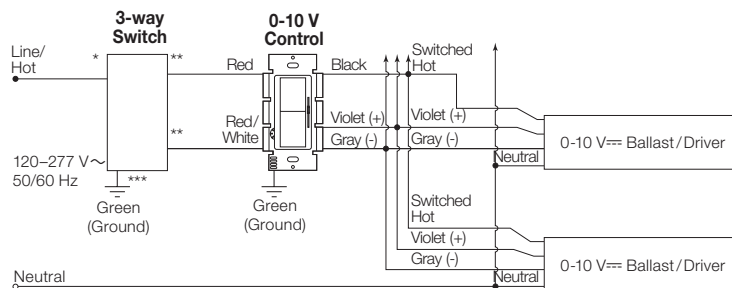 3-way
Switch
0-10 V
Control
Line/
Hot
*
**
Red
Black
Switched
Hot
Violet (+)
Violet (+)
**
Red/
White
Gray (-)
Gray (-)
0-10 V⎓ Ballast/Driver
Neutral
120–277 V~
50/60 Hz
***
Green
(Ground)
Green
(Ground)
Switched
Hot
Violet (+)
Gray (-)
0-10 V⎓ Ballast/Driver
Neutral
Neutral